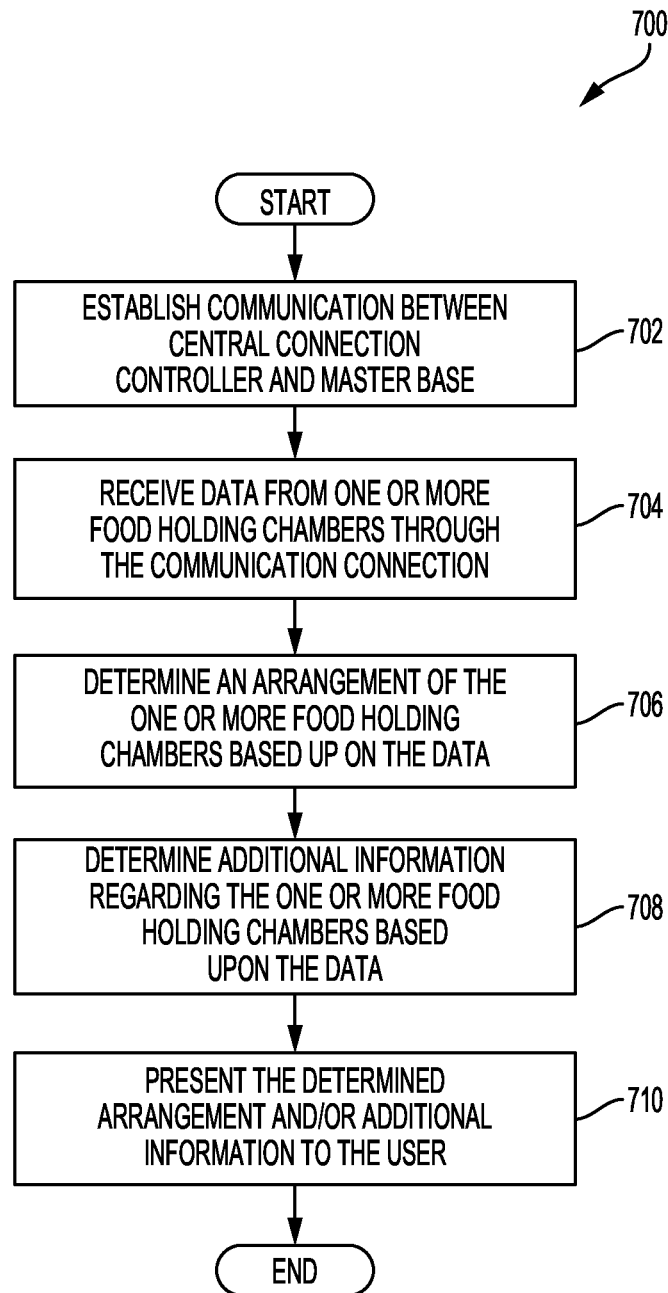 700
START
ESTABLISH COMMUNICATION BETWEEN
CENTRAL CONNECTION
CONTROLLER AND MASTER BASE
702
RECEIVE DATA FROM ONE OR MORE
FOOD HOLDING CHAMBERS THROUGH
THE COMMUNICATION CONNECTION
704
DETERMINE AN ARRANGEMENT OF THE
ONE OR MORE FOOD HOLDING
CHAMBERS BASED UP ON THE DATA
706
DETERMINE ADDITIONAL INFORMATION
REGARDING THE ONE OR MORE FOOD
HOLDING CHAMBERS BASED
UPON THE DATA
708
PRESENT THE DETERMINED
ARRANGEMENT AND/OR ADDITIONAL
INFORMATION TO THE USER
710
END